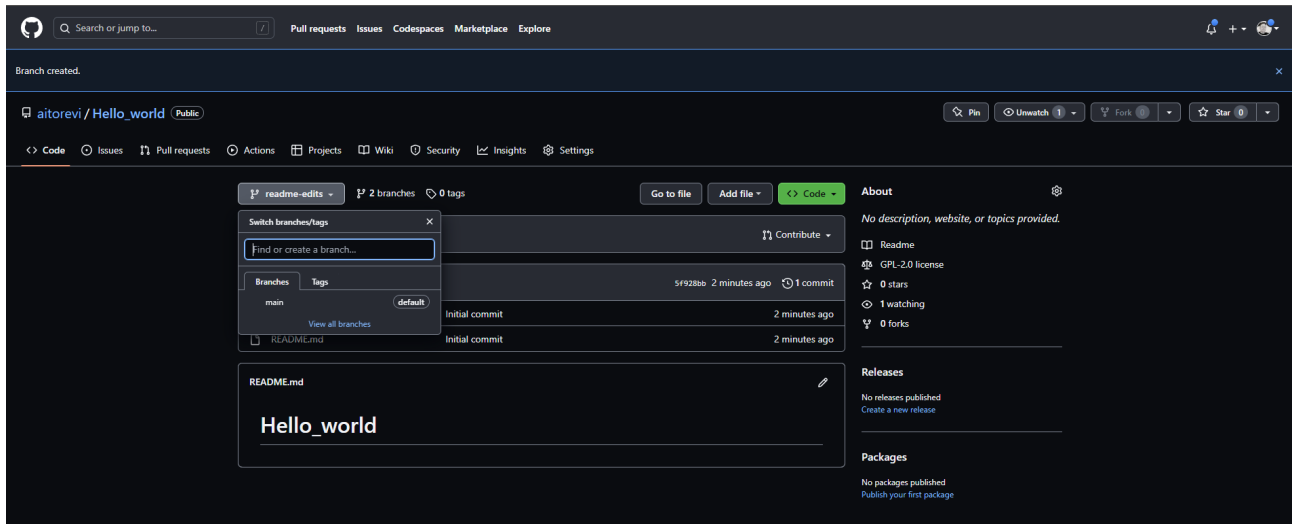 Search or jump to... / Pull requests Issues Codespaces Marketplace Explore
Branch created.
aitorevi / Hello_world Public Pin Unwatch 1 Fork 0 Star 0
Code Issues Pull requests Actions Projects Wiki Security Insights Settings
readme-edits 2 branches 0 tags Go to file Add file Code
Switch branches/tags
Contribute
Find or create a branch...
Branches Tags
5f928bb 2 minutes ago 1 commit
main default
Initial commit 2 minutes ago
View all branches
README.md Initial commit 2 minutes ago
README.md
Hello_world
About
No description, website, or topics provided.
Readme
GPL-2.0 license
0 stars
1 watching
0 forks
Releases
No releases published
Create a new release
Packages
No packages published
Publish your first package